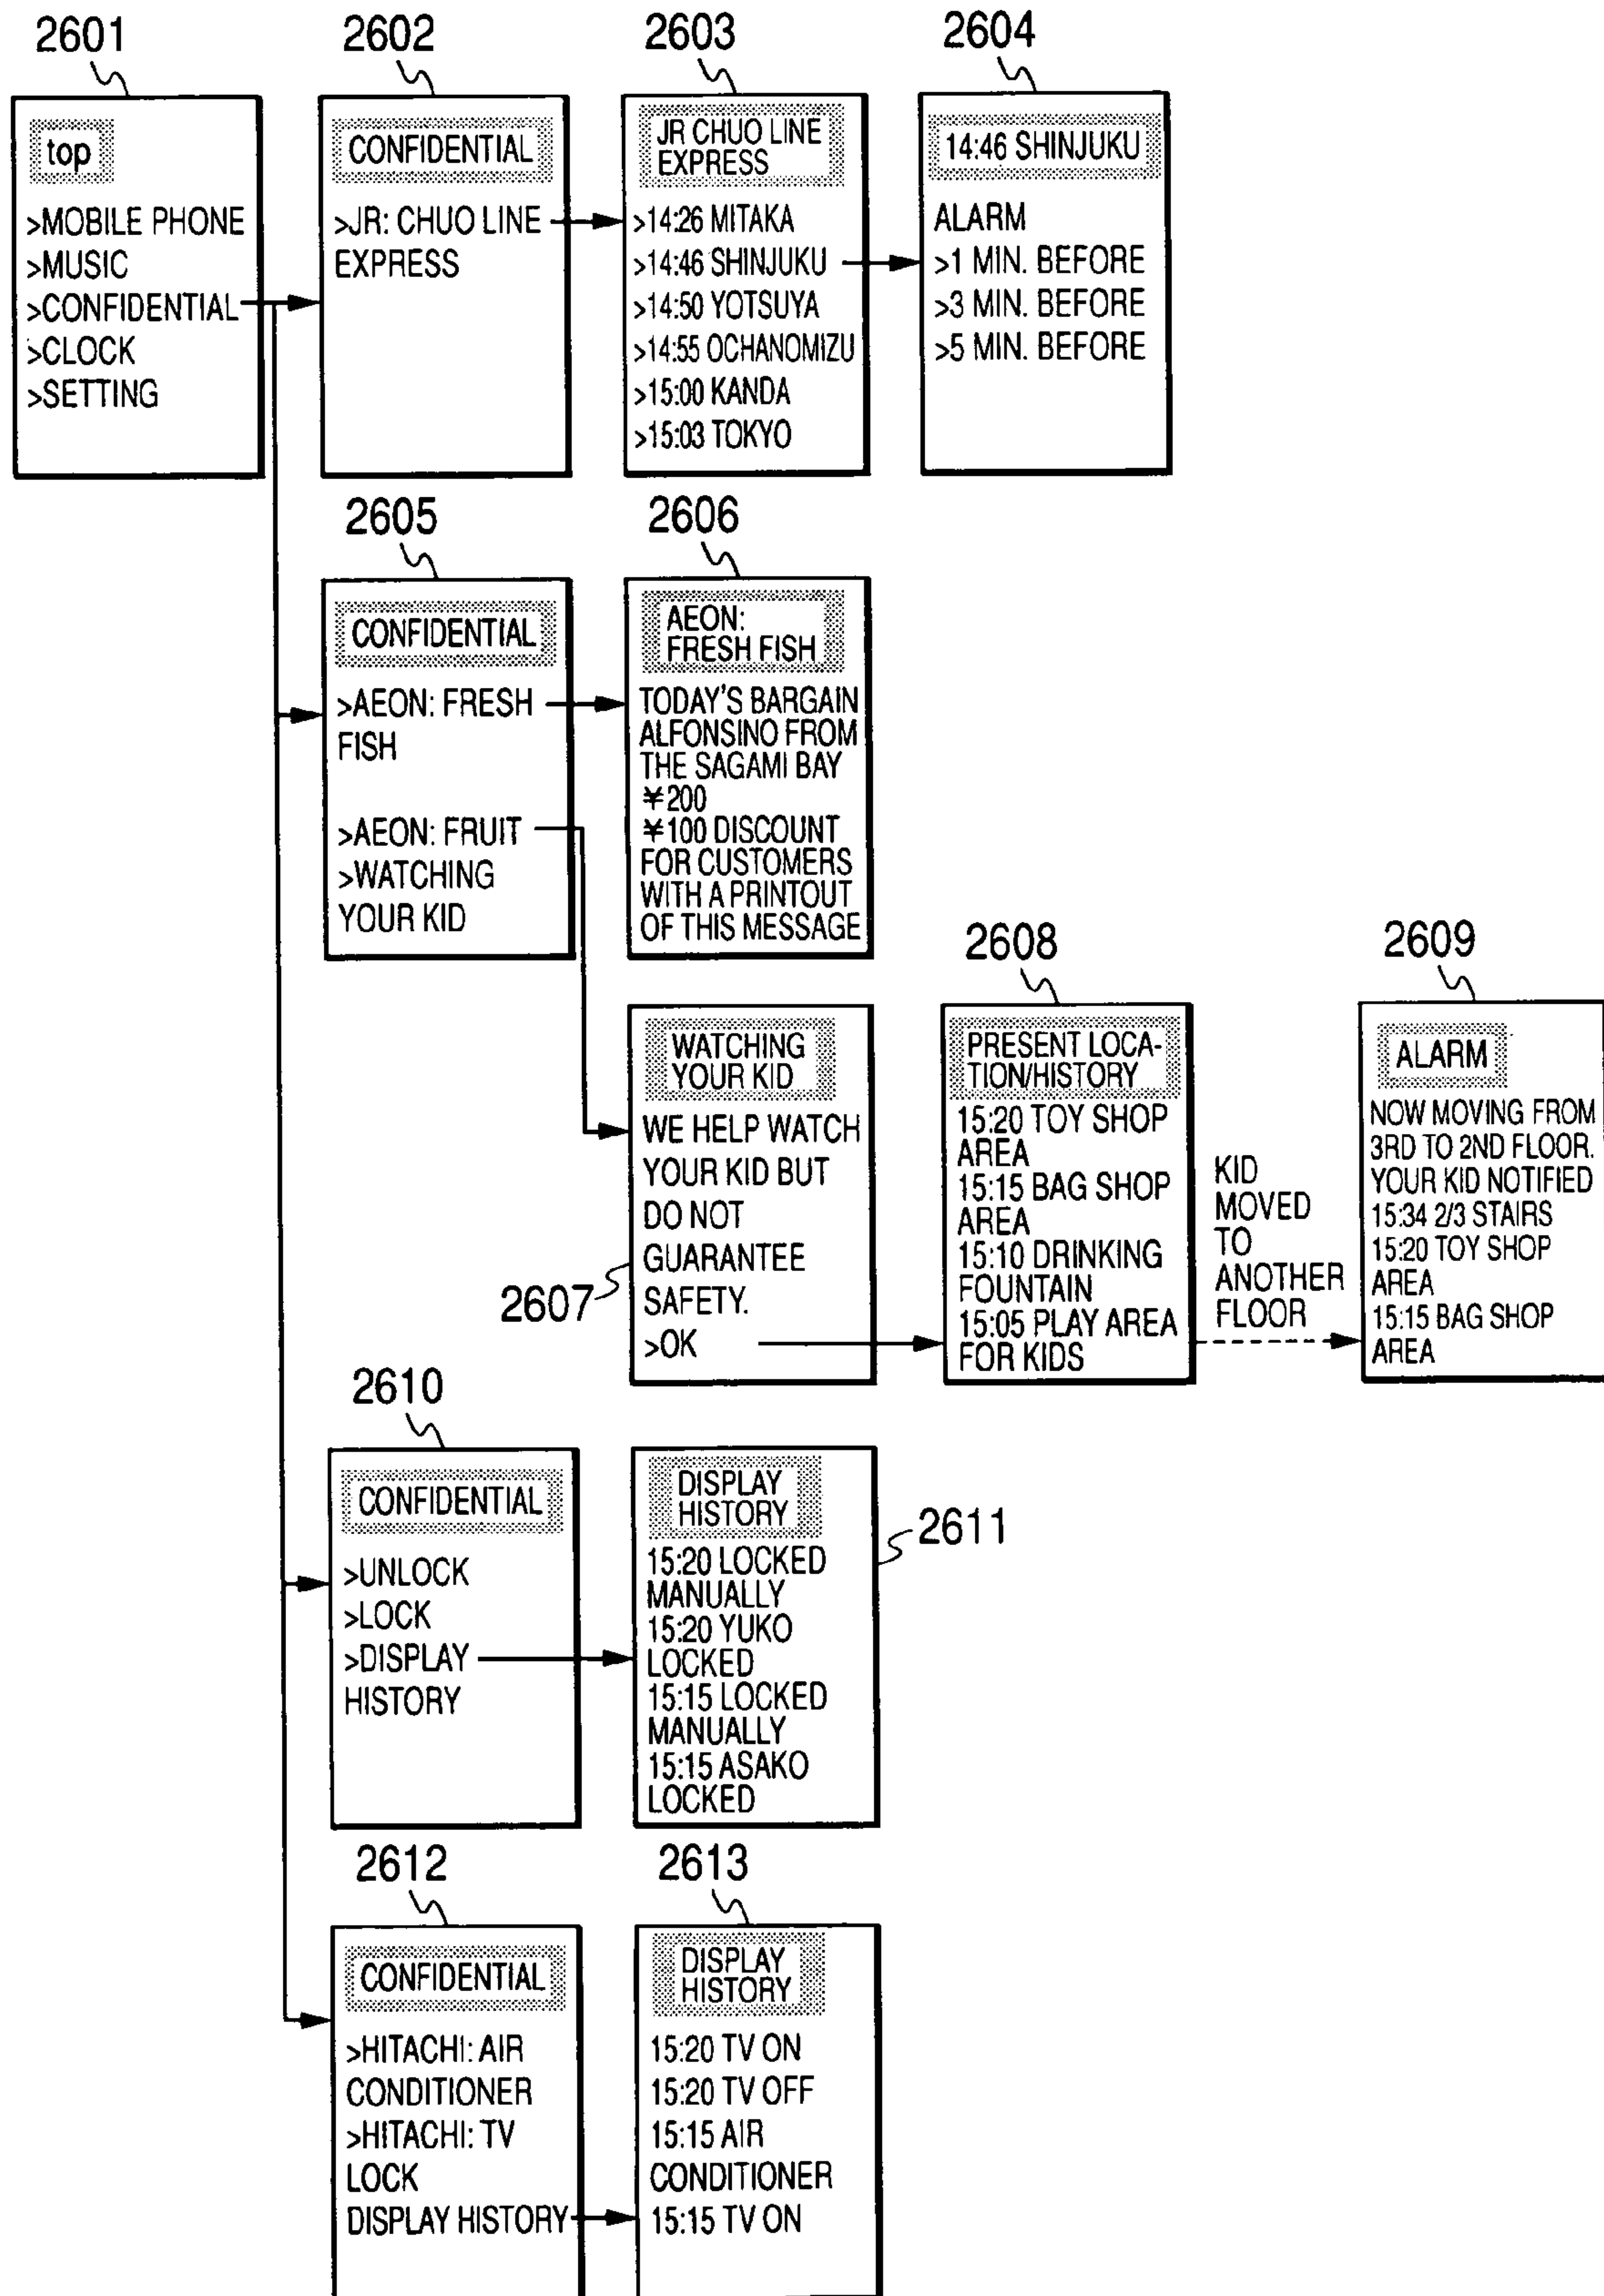 2601
top
>MOBILE PHONE
>MUSIC
>CONFIDENTIAL
>CLOCK
>SETTING
2602
CONFIDENTIAL
>JR: CHUO LINE
EXPRESS
2603
JR CHUO LINE
EXPRESS
>14:26 MITAKA
>14:46 SHINJUKU
>14:50 YOTSUYA
>14:55 OCHANOMIZU
>15:00 KANDA
>15:03 TOKYO
2604
14:46 SHINJUKU
ALARM
>1 MIN. BEFORE
>3 MIN. BEFORE
>5 MIN. BEFORE
2605
CONFIDENTIAL
>AEON: FRESH
FISH
>AEON: FRUIT
>WATCHING
YOUR KID
2606
AEON:
FRESH FISH
TODAY'S BARGAIN
ALFONSINO FROM
THE SAGAMI BAY
¥200
¥100 DISCOUNT
FOR CUSTOMERS
WITH A PRINTOUT
OF THIS MESSAGE
2607
WATCHING
YOUR KID
WE HELP WATCH
YOUR KID BUT
DO NOT
GUARANTEE
SAFETY.
>OK
2608
PRESENT LOCA-
TION/HISTORY
15:20 TOY SHOP
AREA
15:15 BAG SHOP
AREA
15:10 DRINKING
FOUNTAIN
15:05 PLAY AREA
FOR KIDS
KID
MOVED
TO
ANOTHER
FLOOR
2609
ALARM
NOW MOVING FROM
3RD TO 2ND FLOOR.
YOUR KID NOTIFIED
15:34 2/3 STAIRS
15:20 TOY SHOP
AREA
15:15 BAG SHOP
AREA
2610
CONFIDENTIAL
>UNLOCK
>LOCK
>DISPLAY
HISTORY
2611
DISPLAY
HISTORY
15:20 LOCKED
MANUALLY
15:20 YUKO
LOCKED
15:15 LOCKED
MANUALLY
15:15 ASAKO
LOCKED
2612
CONFIDENTIAL
>HITACHI: AIR
CONDITIONER
>HITACHI: TV
LOCK
DISPLAY HISTORY
2613
DISPLAY
HISTORY
15:20 TV ON
15:20 TV OFF
15:15 AIR
CONDITIONER
15:15 TV ON